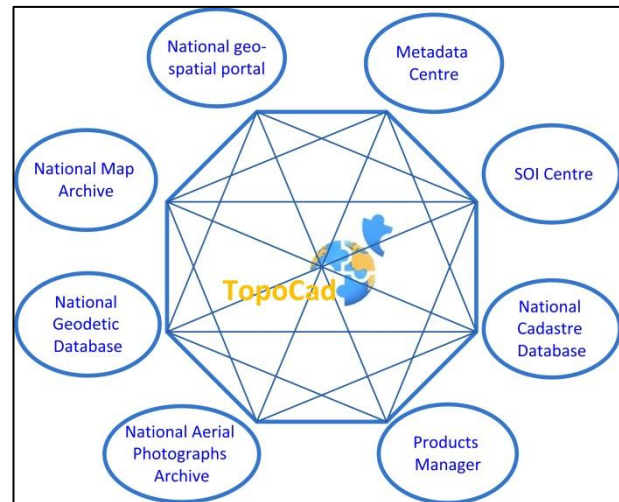 National geo-
spatial portal
Metadata
Centre
National Map
Archive
SOI Centre
TopoCad
National
Geodetic
Database
National
Cadastre
Database
National Aerial
Photographs
Archive
Products
Manager